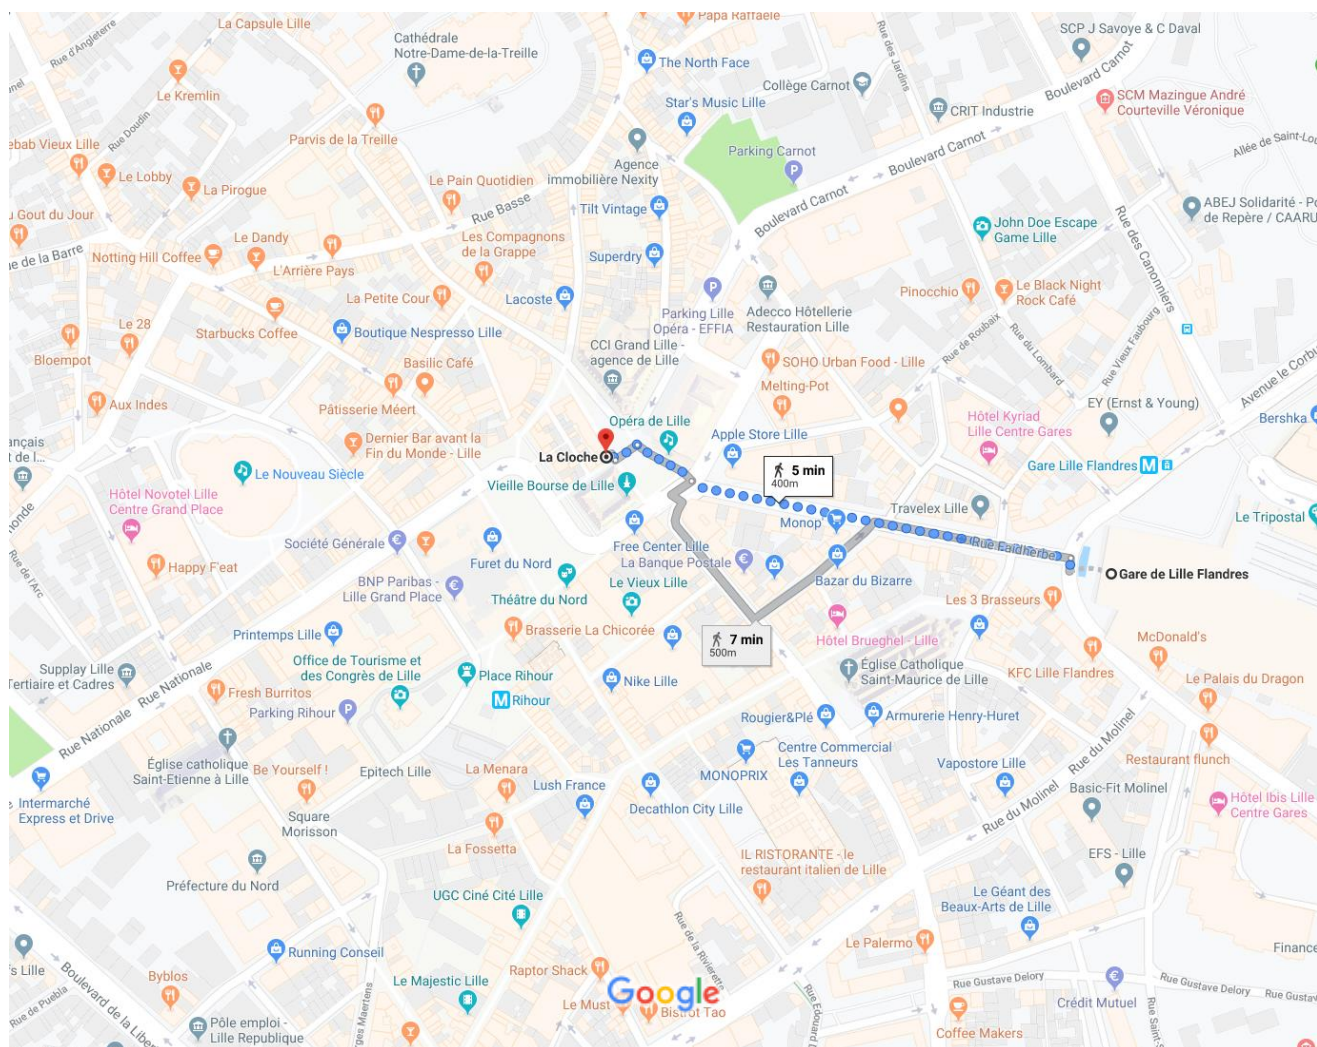 Papa Raffaele
La Capsule Lille
Rue d'Angleterre
Cathédrale
Notre-Dame-de-la-Treille
SCP J Savoye & C Daval
Boulevard Carnot
Rue des Jardins
The North Face
Collège Carnot
Le Kremlin
Star's Music Lille
CRIT Industrie
SCM Mazingue André
Courteville Véronique
Rue Doudin
Parvis de la Treille
ebab Vieux Lille
Agence
immobilière Nexity
Parking Carnot
Boulevard Carnot
Allée de Saint-Lou
Le Lobby
La Pirogue
Le Pain Quotidien
Rue Basse
Tilt Vintage
Boulevard Carnot
Rue des Canonniers
ABEJ Solidarité - Po
de Repère / CAARU
u Gout du Jour
John Doe Escape
Game Lille
Le Dandy
Les Compagnons
de la Grappe
ue de la Barre
Notting Hill Coffee
L'Arrière Pays
Superdry
Pinocchio
Le Black Night
Rock Café
La Petite Cour
Lacoste
Parking Lille
Opéra - EFFIA
Adecco Hôtellerie
Restauration Lille
Le 28
Starbucks Coffee
Boutique Nespresso Lille
CCI Grand Lille -
agence de Lille
Rue de Roubaix
Rue du Lombard
Rue Vieux Faubourg
Avenue le Corbu
Bloempot
Basilic Café
SOHO Urban Food - Lille
Melting-Pot
Aux Indes
Pâtisserie Méert
EY (Ernst & Young)
Bershka
Opéra de Lille
Apple Store Lille
Hôtel Kyriad
Lille Centre Gares
ançais
t de l...
Dernier Bar avant la
Fin du Monde - Lille
La Cloche
5 min
400m
Gare Lille Flandres
M
Le Nouveau Siècle
Vieille Bourse de Lille
Hôtel Novotel Lille
Centre Grand Place
Travelex Lille
Le Tripostal
Monop'
Société Générale
Furet du Nord
Free Center Lille
La Banque Postale
Rue Faidherbe
Rue de l'Arc
Happy F'eat
BNP Paribas -
Lille Grand Place
Théâtre du Nord
Le Vieux Lille
Bazar du Bizarre
Gare de Lille Flandres
Les 3 Brasseurs
Printemps Lille
Brasserie La Chicorée
7 min
500m
Hôtel Brueghel - Lille
McDonald's
Supplay Lille
Tertiaire et Cadres
Office de Tourisme et
des Congrès de Lille
Place Rihour
Nike Lille
Église Catholique
Saint-Maurice de Lille
KFC Lille Flandres
Le Palais du Dragon
Rue Nationale
Fresh Burritos
Parking Rihour
M
Rihour
Rougier&Plé
Armurerie Henry-Huret
Rue Nationale
Église catholique
Saint-Etienne à Lille
Be Yourself !
Epitech Lille
La Menara
MONOPRIX
Centre Commercial
Les Tanneurs
Vapostore Lille
Rue du Molinel
Restaurant flunch
Intermarché
Express et Drive
Lush France
Decathlon City Lille
Basic-Fit Molinel
Hôtel Ibis Lille
Centre Gares
Square
Morisson
Rue du Molinel
La Fossetta
IL RISTORANTE - le
restaurant italien de Lille
EFS - Lille
Préfecture du Nord
UGC Ciné Cité Lille
Le Géant des
Beaux-Arts de Lille
Rue de la Rivierette
Le Palermo
Finance
Running Conseil
s Lille
Byblos
Boulevard de la Liber
Rue de Puebla
Le Majestic Lille
Raptor Shack
Google
Le Must
Bistrot Tao
Rue Gustave Delory
Rue Gustave Delory
Rue Gusta
Crédit Mutuel
Coffee Makers
Pôle emploi -
Lille Republique